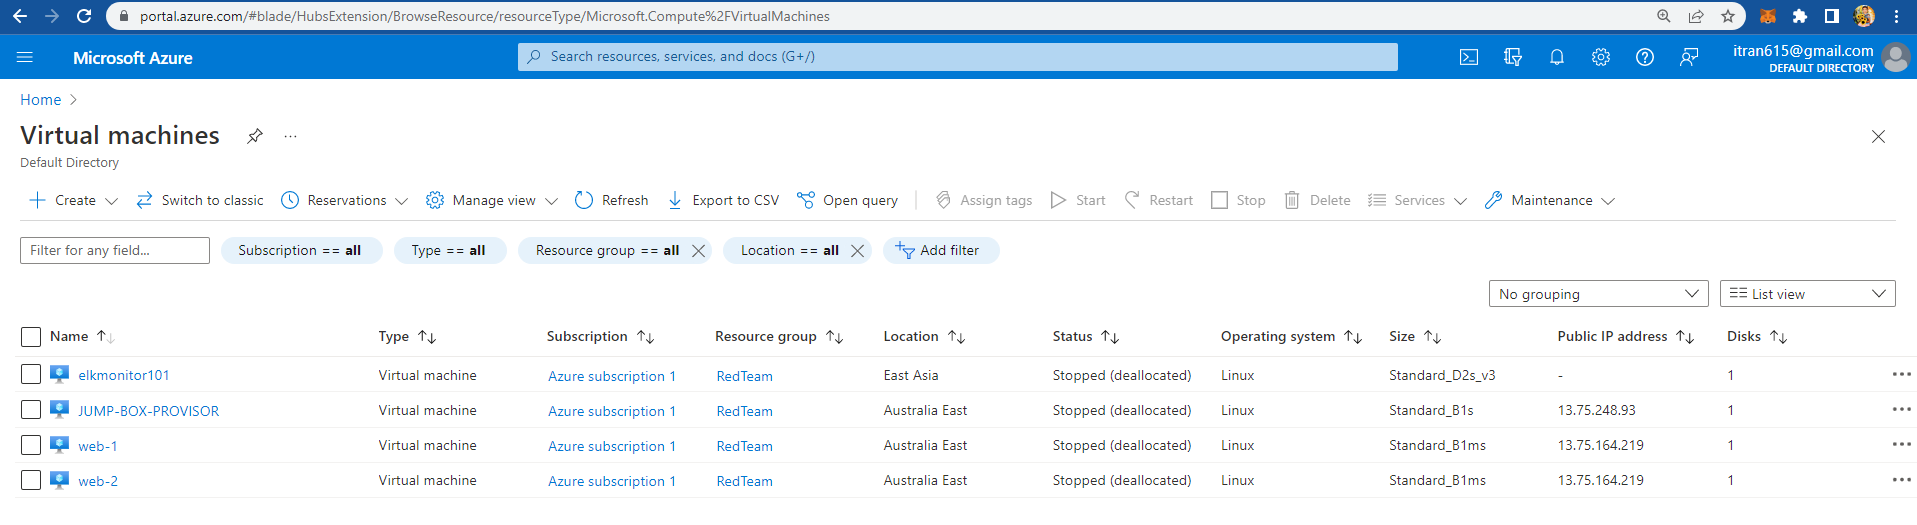 portal.azure.com/#blade/HubsExtension/BrowseResource/resourceType/Microsoft.Compute%2FVirtualMachines
Microsoft Azure Search resources, services, and docs (G+/) itran615@gmail.com
DEFAULT DIRECTORY
Home
Virtual machines ...
Default Directory
Create Switch to classic Reservations Manage view Refresh Export to CSV Open query Assign tags Start Restart Stop Delete Services Maintenance
Filter for any field... Subscription == all Type == all Resource group == all Location == all Add filter
No grouping List view
Name Type Subscription Resource group Location Status Operating system Size Public IP address Disks
elkmonitor101 Virtual machine Azure subscription 1 RedTeam East Asia Stopped (deallocated) Linux Standard_D2s_v3 - 1 ...
JUMP-BOX-PROVISOR Virtual machine Azure subscription 1 RedTeam Australia East Stopped (deallocated) Linux Standard_B1s 13.75.248.93 1 ...
web-1 Virtual machine Azure subscription 1 RedTeam Australia East Stopped (deallocated) Linux Standard_B1ms 13.75.164.219 1 ...
web-2 Virtual machine Azure subscription 1 RedTeam Australia East Stopped (deallocated) Linux Standard_B1ms 13.75.164.219 1 ...